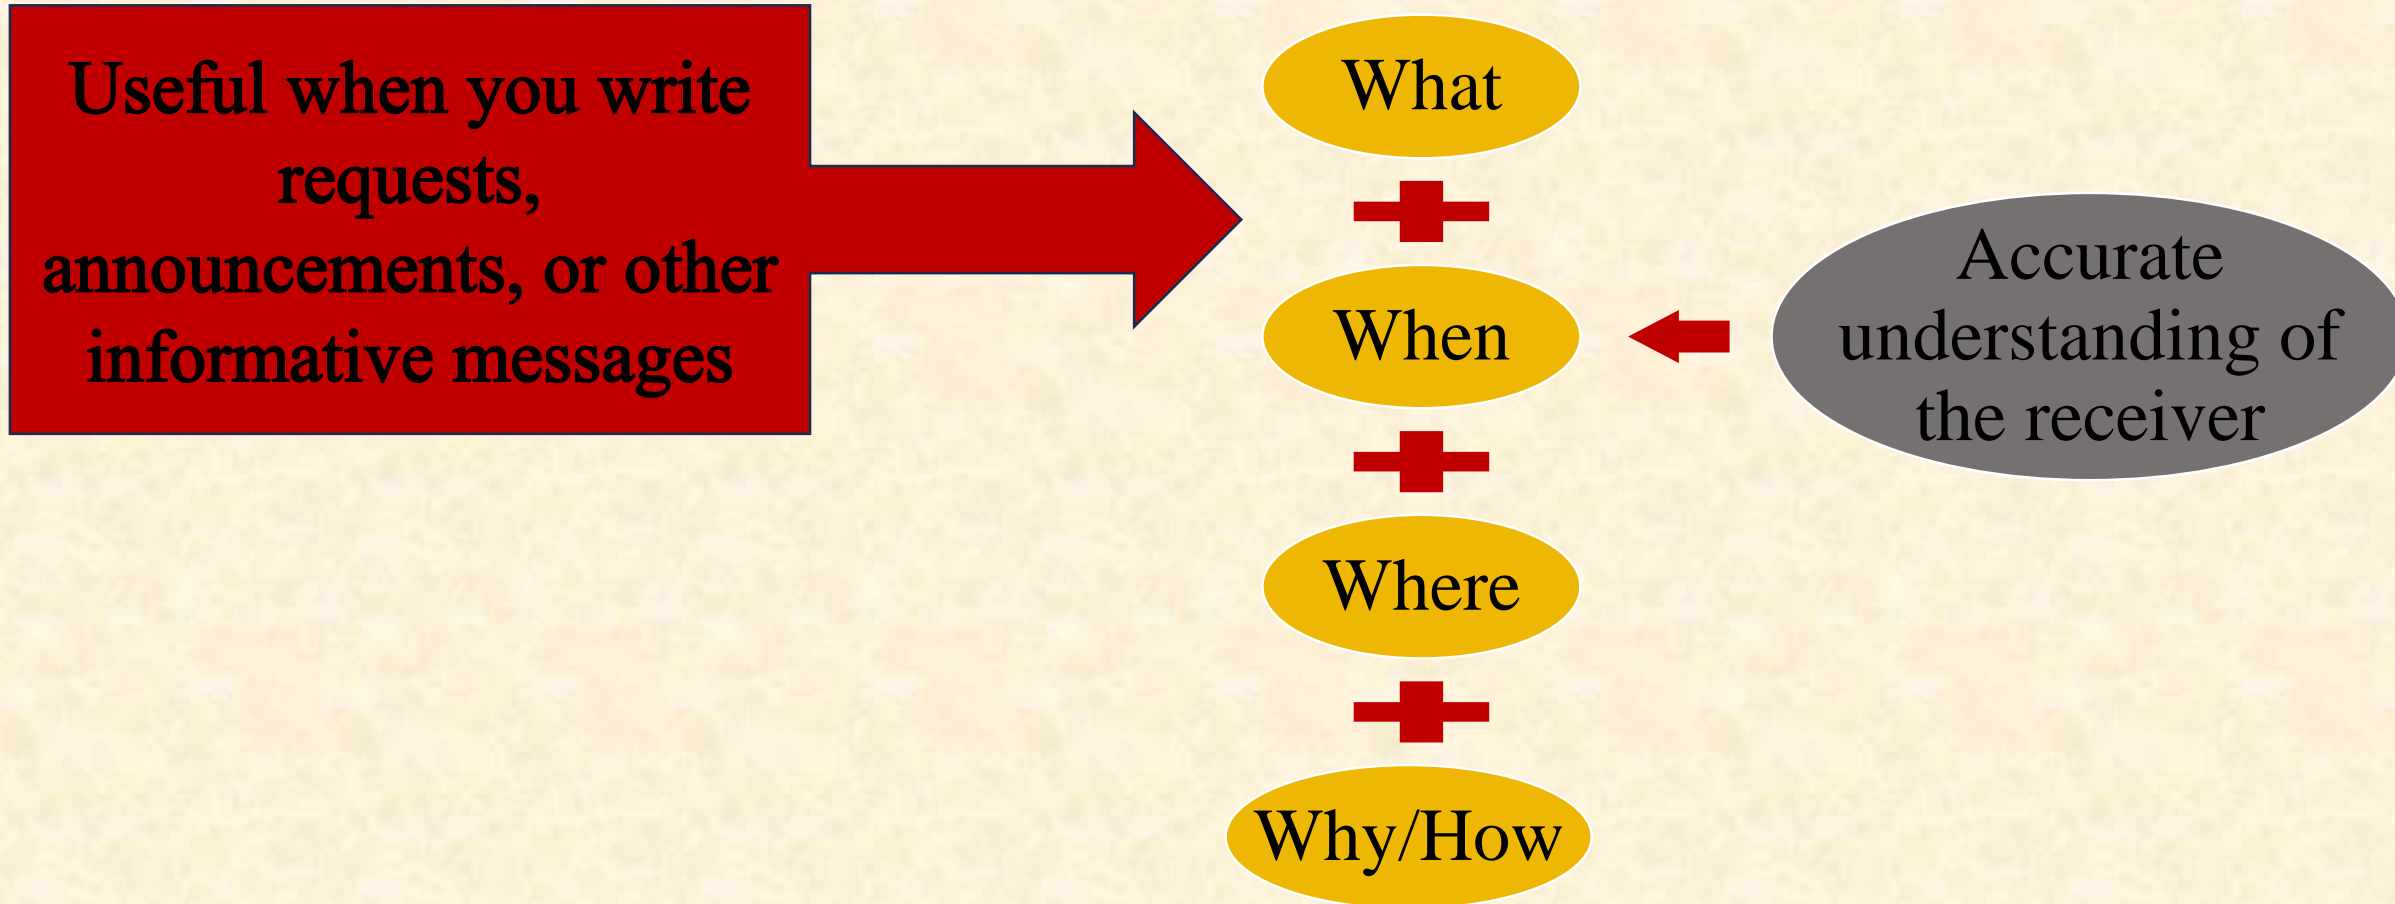 Useful when you write
requests,
announcements, or other
informative messages
What
When
Where
Why/How
Accurate
understanding of
the receiver